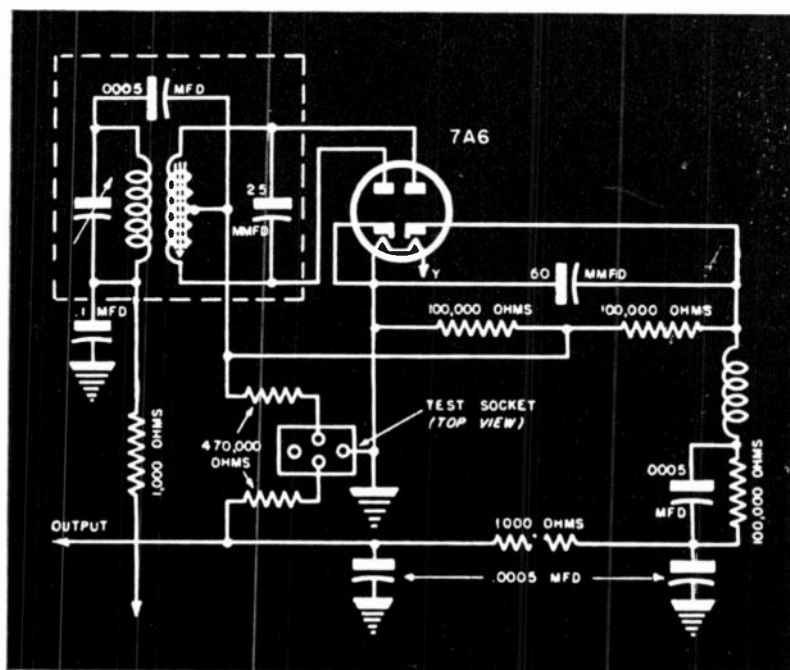 .0005 MFD
7A6
25
MMFD
Y
60 MMFD
.1 MFD
100,000 OHMS
100,000 OHMS
TEST SOCKET
(TOP VIEW)
470,000
OHMS
1,000 OHMS
.0005
MFD
100,000 OHMS
OUTPUT
1000 OHMS
.0005 MFD